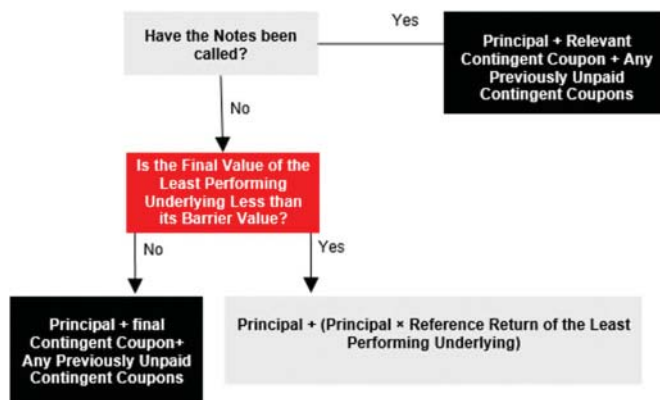 Have the Notes been
called?
Yes
Principal + Relevant
Contingent Coupon + Any
Previously Unpaid
Contingent Coupons
No
Is the Final Value of the
Least Performing
Underlying Less than
its Barrier Value?
No
Yes
Principal + final
Contingent Coupon+
Any Previously Unpaid
Contingent Coupons
Principal + (Principal × Reference Return of the Least
Performing Underlying)